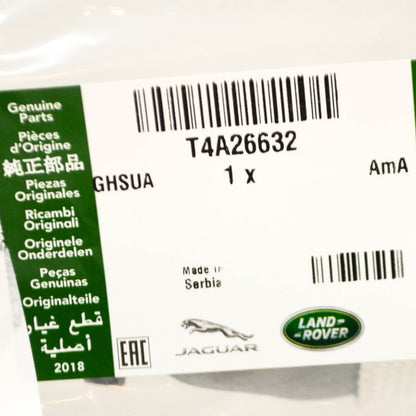 Genuine
Parts
Pièces
d'Origine
純正部品
Piezas
Originales
Ricambi
Originali
Originele
Onderdelen
Peças
Genuinas
Originalteile
قطع غيار
أصلية
2018
T4A26632
GHSUA
1 x
AmA
Made in
Serbia
EAC
JAGUAR
LAND-
-ROVER